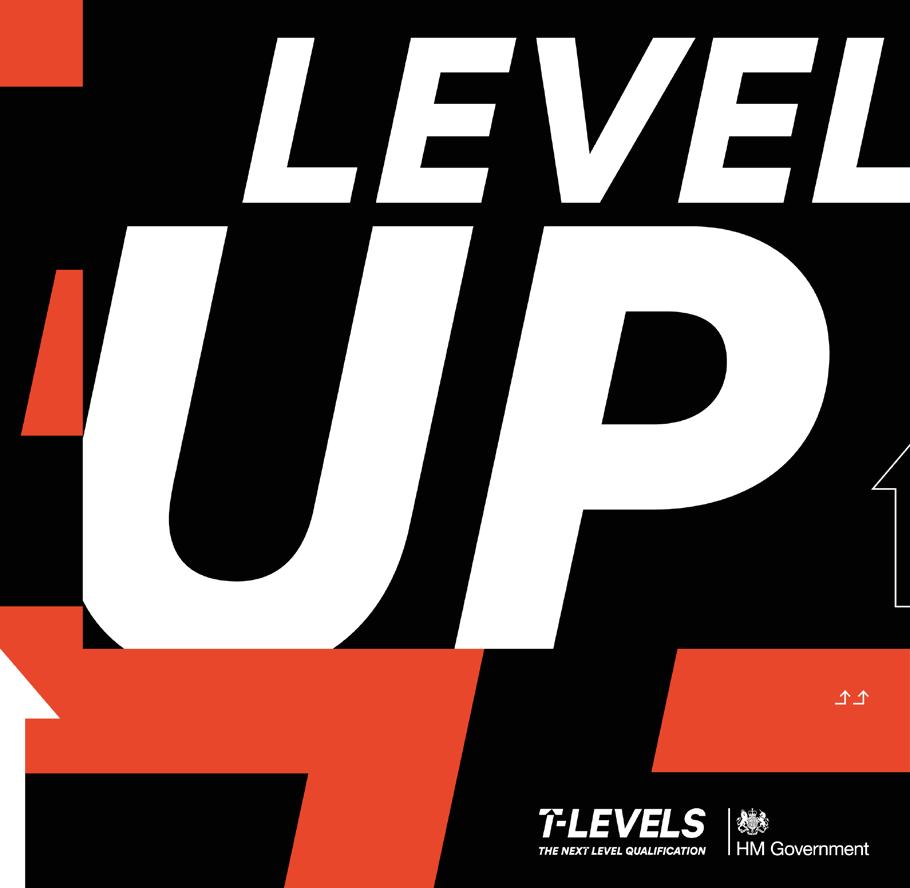 LEVEL
UP
T-LEVELS
THE NEXT LEVEL QUALIFICATION
HM Government